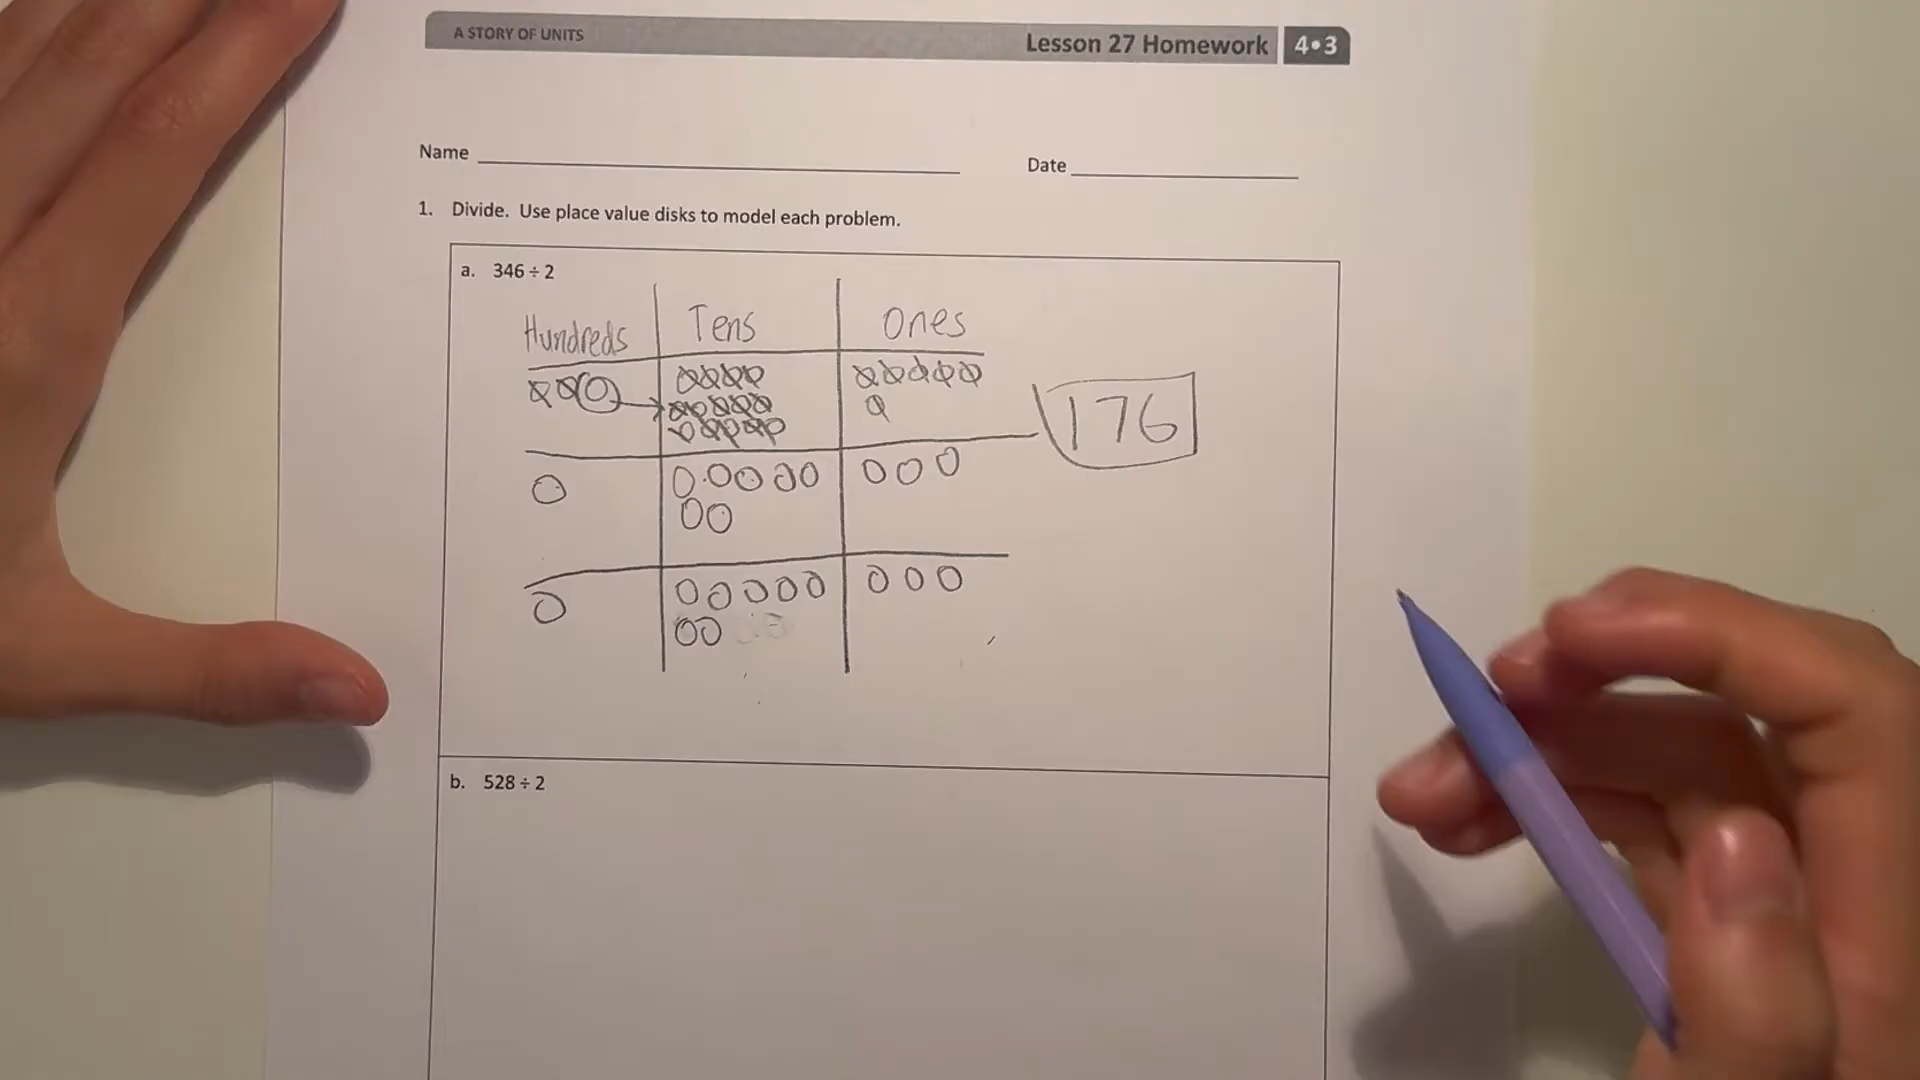 A STORY OF UNITS
Lesson 27 Homework 4•3
Name
Date
1. Divide. Use place value disks to model each problem.
a. 346 ÷ 2
Hundreds Tens Ones
176
b. 528 ÷ 2